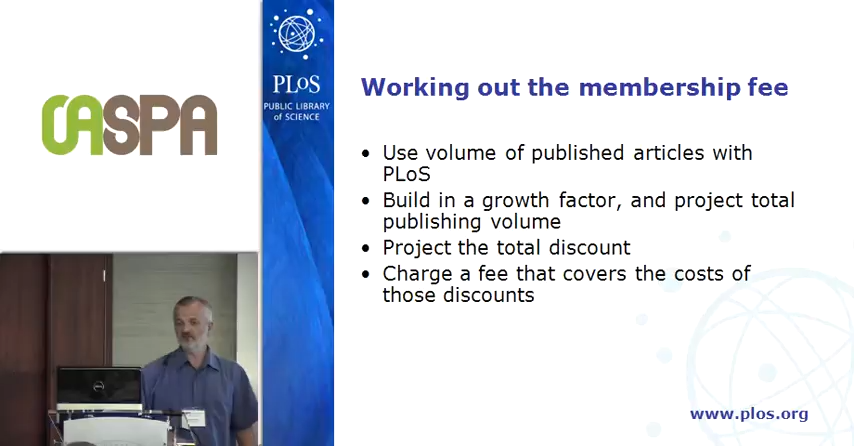 OASPA
PLoS
PUBLIC LIBRARY
of SCIENCE
Working out the membership fee
• Use volume of published articles with
PLoS
• Build in a growth factor, and project total
publishing volume
• Project the total discount
• Charge a fee that covers the costs of
those discounts
www.plos.org
DELL